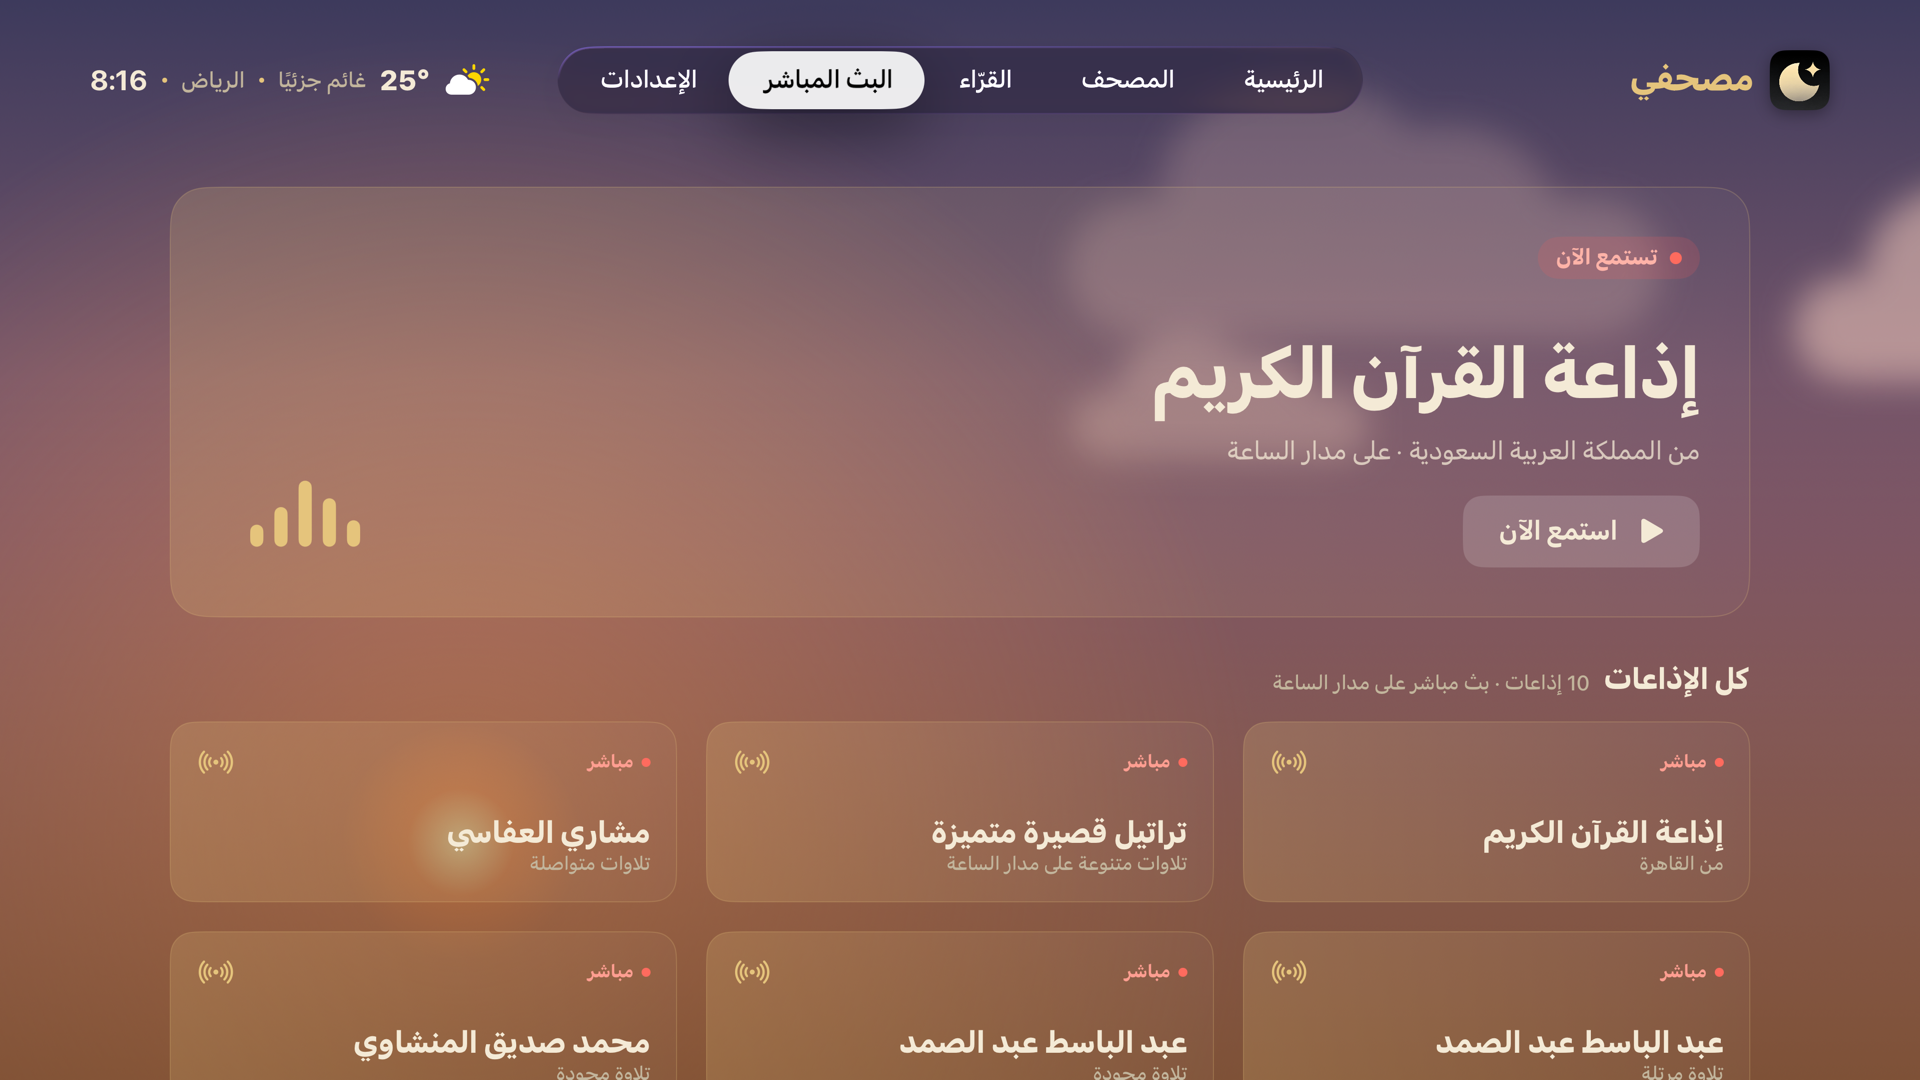 مصحفي
الرئيسية
المصحف
القرّاء
البث المباشر
الإعدادات
25° غائم جزئيًا • الرياض • 8:16
تستمع الآن
إذاعة القرآن الكريم
من المملكة العربية السعودية · على مدار الساعة
استمع الآن
كل الإذاعات 10 إذاعات · بث مباشر على مدار الساعة
مباشر
إذاعة القرآن الكريم
من القاهرة
مباشر
تراتيل قصيرة متميزة
تلاوات متنوعة على مدار الساعة
مباشر
مشاري العفاسي
تلاوات متواصلة
مباشر
عبد الباسط عبد الصمد
تلاوة مرتلة
مباشر
عبد الباسط عبد الصمد
تلاوة مجودة
مباشر
محمد صديق المنشاوي
تلاوة مجودة